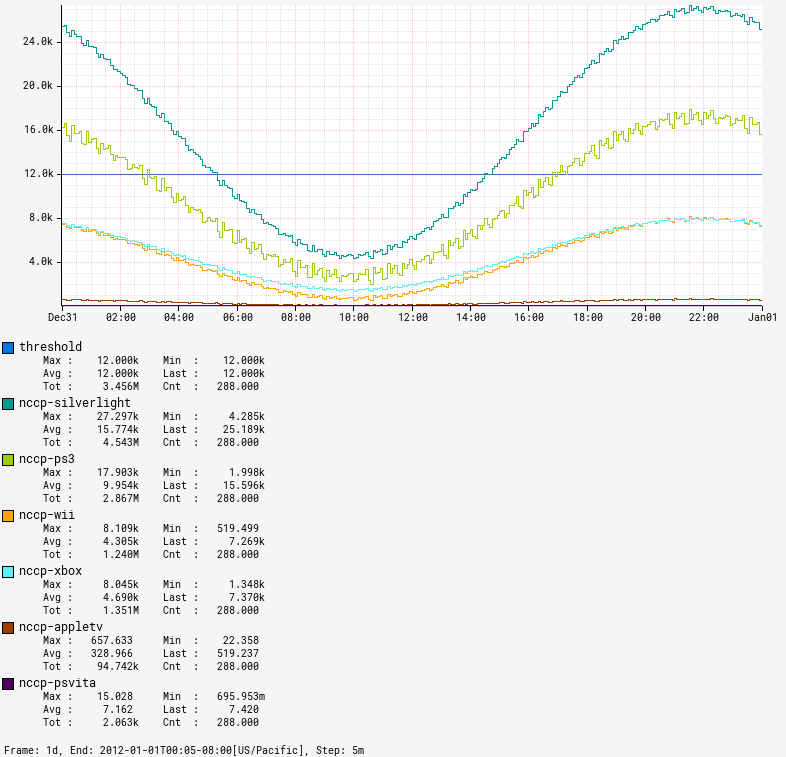 24.0k
20.0k
16.0k
12.0k
8.0k
4.0k
Dec31 02:00 04:00 06:00 08:00 10:00 12:00 14:00 16:00 18:00 20:00 22:00 Jan01
threshold
Max : 12.000k Min : 12.000k
Avg : 12.000k Last : 12.000k
Tot : 3.456M Cnt : 288.000
nccp-silverlight
Max : 27.297k Min : 4.285k
Avg : 15.774k Last : 25.189k
Tot : 4.543M Cnt : 288.000
nccp-ps3
Max : 17.903k Min : 1.998k
Avg : 9.954k Last : 15.596k
Tot : 2.867M Cnt : 288.000
nccp-wii
Max : 8.109k Min : 519.499
Avg : 4.305k Last : 7.269k
Tot : 1.240M Cnt : 288.000
nccp-xbox
Max : 8.045k Min : 1.348k
Avg : 4.690k Last : 7.370k
Tot : 1.351M Cnt : 288.000
nccp-appletv
Max : 657.633 Min : 22.358
Avg : 328.966 Last : 519.237
Tot : 94.742k Cnt : 288.000
nccp-psvita
Max : 15.028 Min : 695.953m
Avg : 7.162 Last : 7.420
Tot : 2.063k Cnt : 288.000
Frame: 1d, End: 2012-01-01T00:05-08:00[US/Pacific], Step: 5m